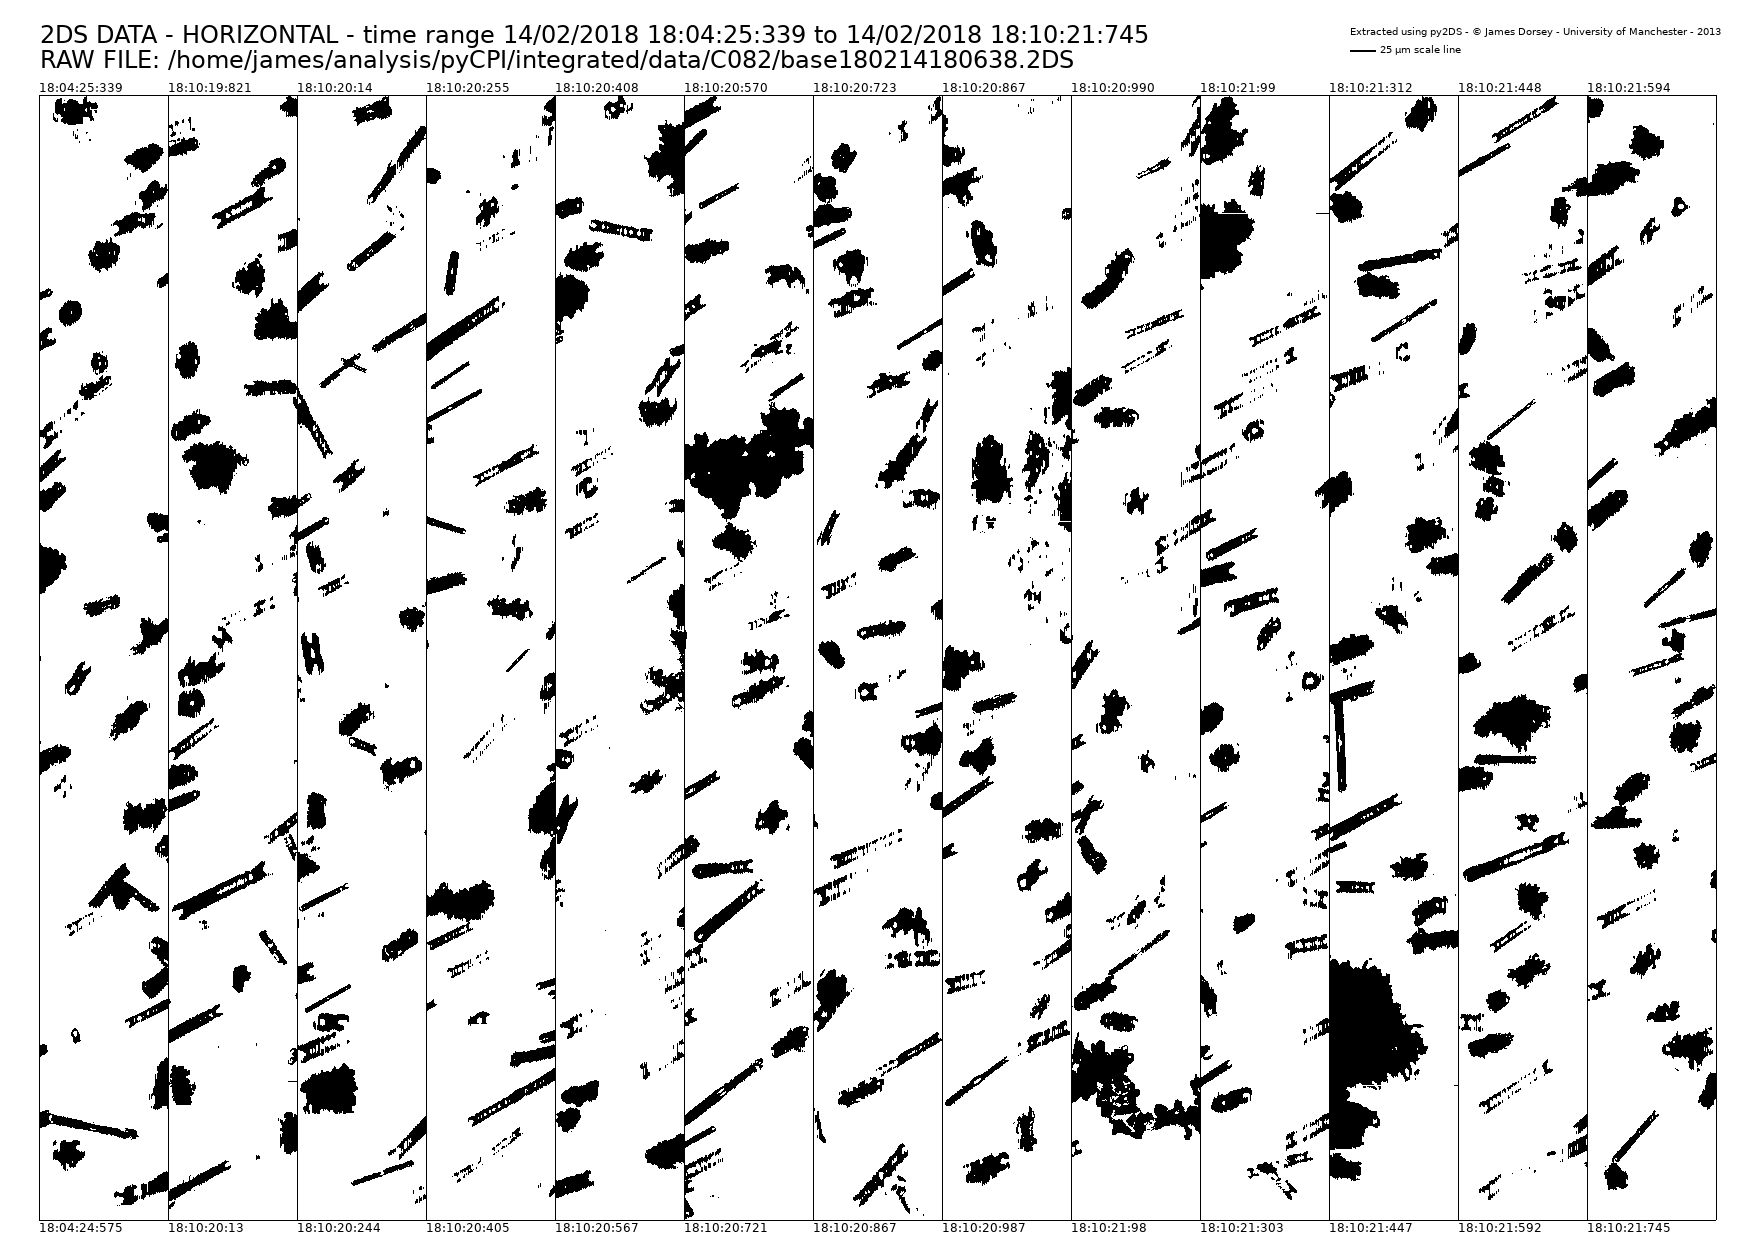 2DS DATA - HORIZONTAL - time range 14/02/2018 18:04:25:339 to 14/02/2018 18:10:21:745
RAW FILE: /home/james/analysis/pyCPI/integrated/data/C082/base180214180638.2DS
Extracted using py2DS - © James Dorsey - University of Manchester - 2013
25 µm scale line
18:04:25:339 18:10:19:821 18:10:20:14 18:10:20:255 18:10:20:408 18:10:20:570 18:10:20:723 18:10:20:867 18:10:20:990 18:10:21:99 18:10:21:312 18:10:21:448 18:10:21:594
18:04:24:575 18:10:20:13 18:10:20:244 18:10:20:405 18:10:20:567 18:10:20:721 18:10:20:867 18:10:20:987 18:10:21:98 18:10:21:303 18:10:21:447 18:10:21:592 18:10:21:745